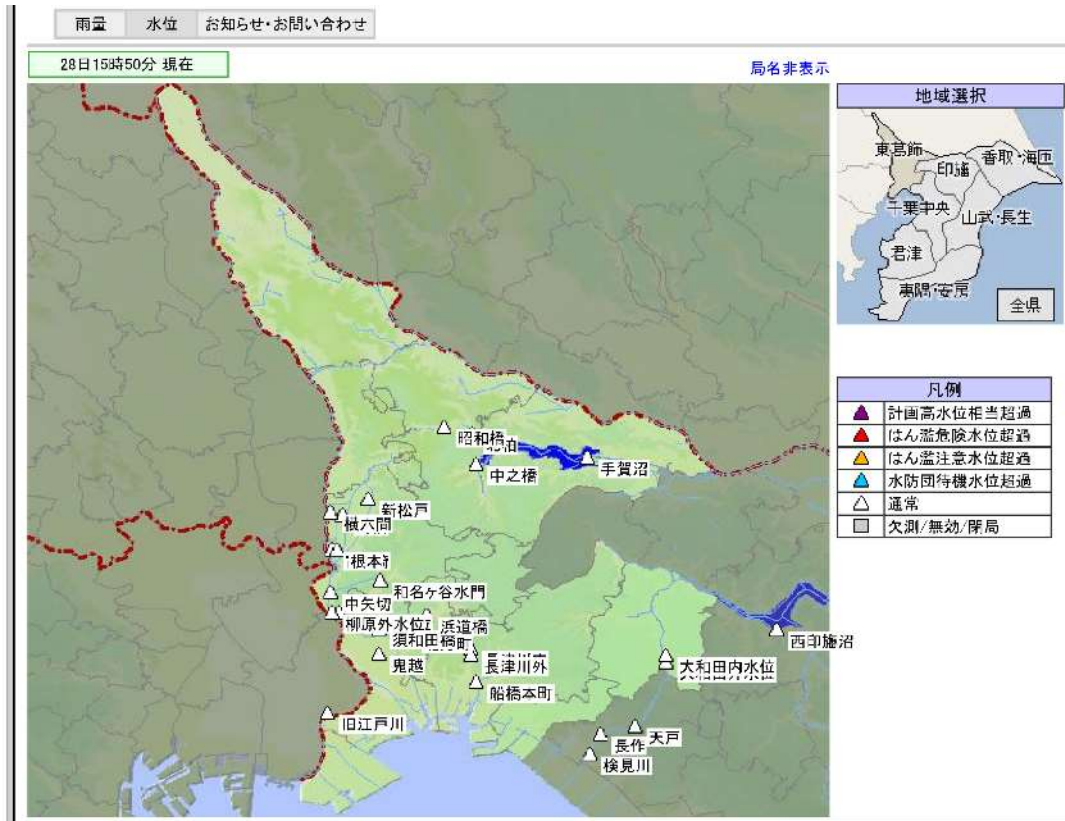 雨量 水位 お知らせ・お問い合わせ
28日15時50分 現在
局名非表示
地域選択
東葛飾
印旛
香取・海匝
千葉中央
山武・長生
君津
夷隅・安房
全県
凡例
計画高水位相当超過
はん濫危険水位超過
はん濫注意水位超過
水防団待機水位超過
通常
欠測/無効/閉局
昭和橋
中之橋
手賀沼
新松戸
横六間
根本
和名ヶ谷水門
中矢切
柳原外水位
浜道橋
須和田橋
鬼越
長津川外
船橋本町
大和田内水位
西印旛沼
旧江戸川
長作
天戸
検見川